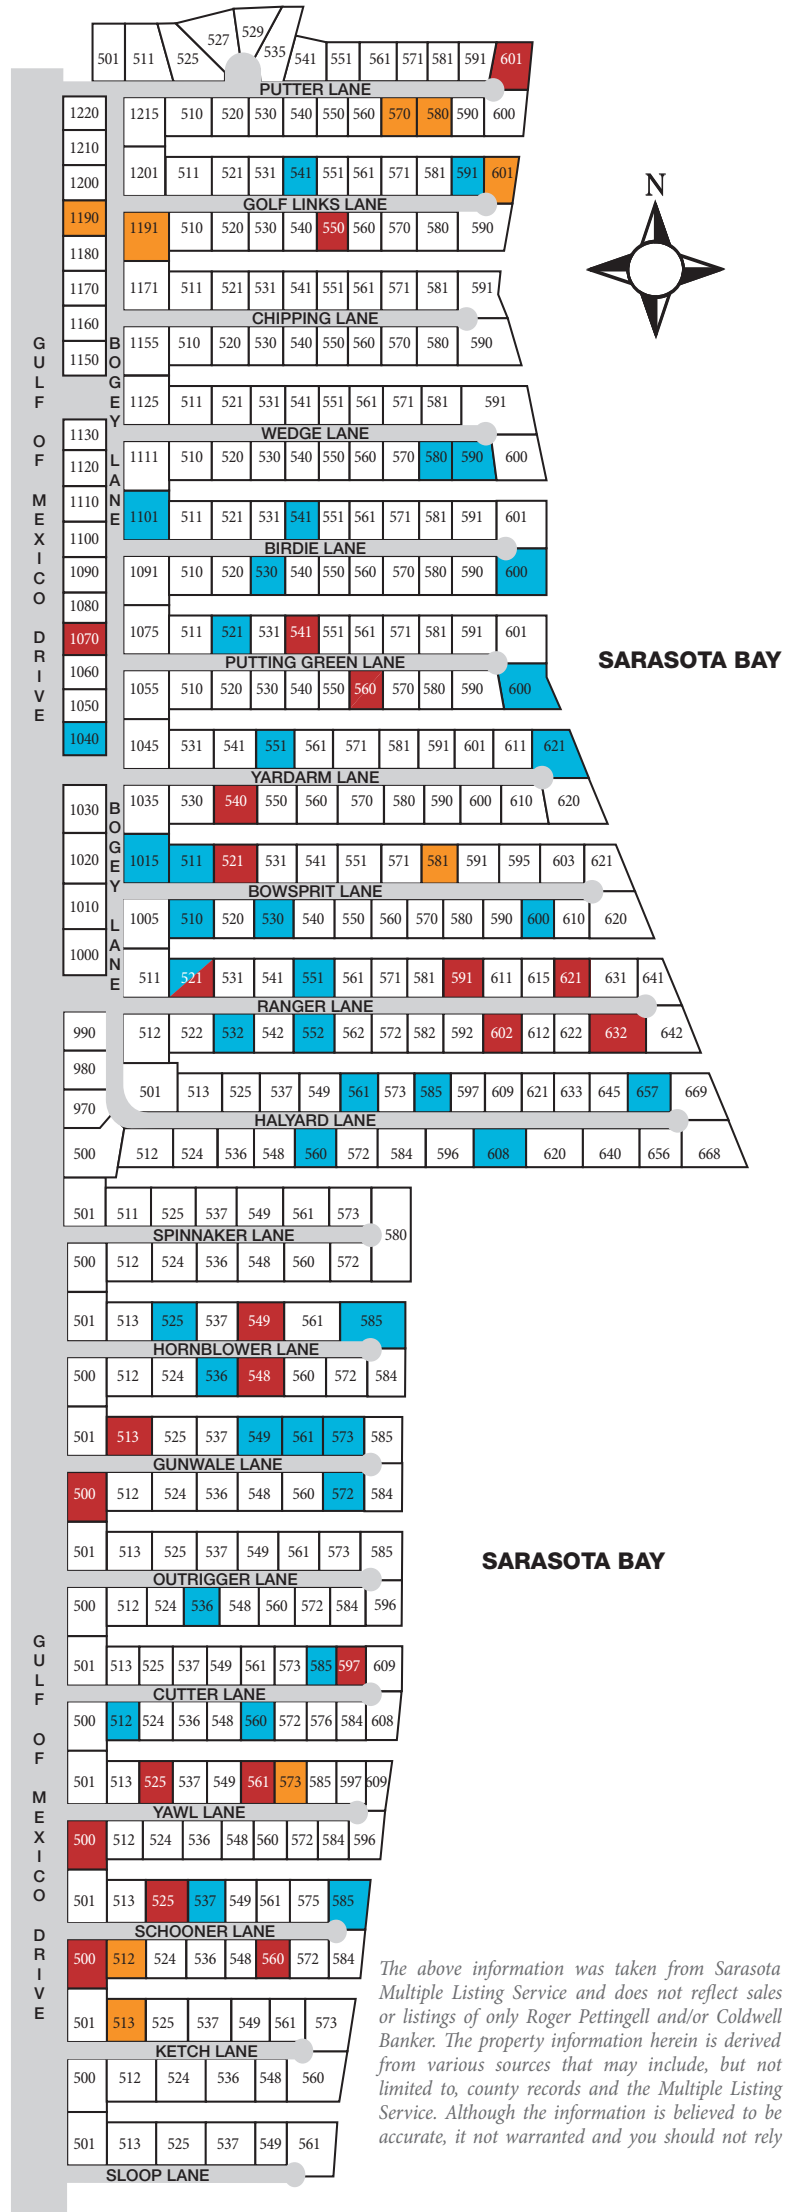 527 529
501 511 525 535 541 551 561 571 581 591 601
PUTTER LANE
1220 1215 510 520 530 540 550 560 570 580 590 600
1210
1200 1201 511 521 531 541 551 561 571 581 591 601
GOLF LINKS LANE
N
1190 1191 510 520 530 540 550 560 570 580 590
1180
1170 1171 511 521 531 541 551 561 571 581 591
CHIPPING LANE
1160
1150 1155 510 520 530 540 550 560 570 580 590
GULF OF MEXICO DRIVE
BOGEY LANE
1125 511 521 531 541 551 561 571 581 591
WEDGE LANE
1130
1120 1111 510 520 530 540 550 560 570 580 590 600
1110
1100 1101 511 521 531 541 551 561 571 581 591 601
BIRDIE LANE
1090 1091 510 520 530 540 550 560 570 580 590 600
1080
1070 1075 511 521 531 541 551 561 571 581 591 601
PUTTING GREEN LANE
SARASOTA BAY
1060
1050 1055 510 520 530 540 550 560 570 580 590 600
1040 1045 531 541 551 561 571 581 591 601 611 621
YARDARM LANE
1030 1035 530 540 550 560 570 580 590 600 610 620
BOGEY LANE
1020 1015 511 521 531 541 551 571 581 591 595 603 621
BOWSPRIT LANE
1010 1005 510 520 530 540 550 560 570 580 590 600 610 620
1000
511 521 531 541 551 561 571 581 591 611 615 621 631 641
RANGER LANE
990 512 522 532 542 552 562 572 582 592 602 612 622 632 642
980
970 501 513 525 537 549 561 573 585 597 609 621 633 645 657 669
HALYARD LANE
500 512 524 536 548 560 572 584 596 608 620 640 656 668
501 511 525 537 549 561 573
SPINNAKER LANE 580
500 512 524 536 548 560 572
501 513 525 537 549 561 585
HORNBLOWER LANE
500 512 524 536 548 560 572 584
501 513 525 537 549 561 573 585
GUNWALE LANE
500 512 524 536 548 560 572 584
501 513 525 537 549 561 573 585
OUTRIGGER LANE
SARASOTA BAY
500 512 524 536 548 560 572 584 596
GULF OF MEXICO DRIVE
501 513 525 537 549 561 573 585 597 609
CUTTER LANE
500 512 524 536 548 560 572 576 584 608
501 513 525 537 549 561 573 585 597 609
YAWL LANE
500 512 524 536 548 560 572 584 596
501 513 525 537 549 561 575 585
SCHOONER LANE
500 512 524 536 548 560 572 584
501 513 525 537 549 561 573
KETCH LANE
500 512 524 536 548 560
501 513 525 537 549 561
SLOOP LANE
The above information was taken from Sarasota
Multiple Listing Service and does not reflect sales
or listings of only Roger Pettingell and/or Coldwell
Banker. The property information herein is derived
from various sources that may include, but not
limited to, county records and the Multiple Listing
Service. Although the information is believed to be
accurate, it not warranted and you should not rely